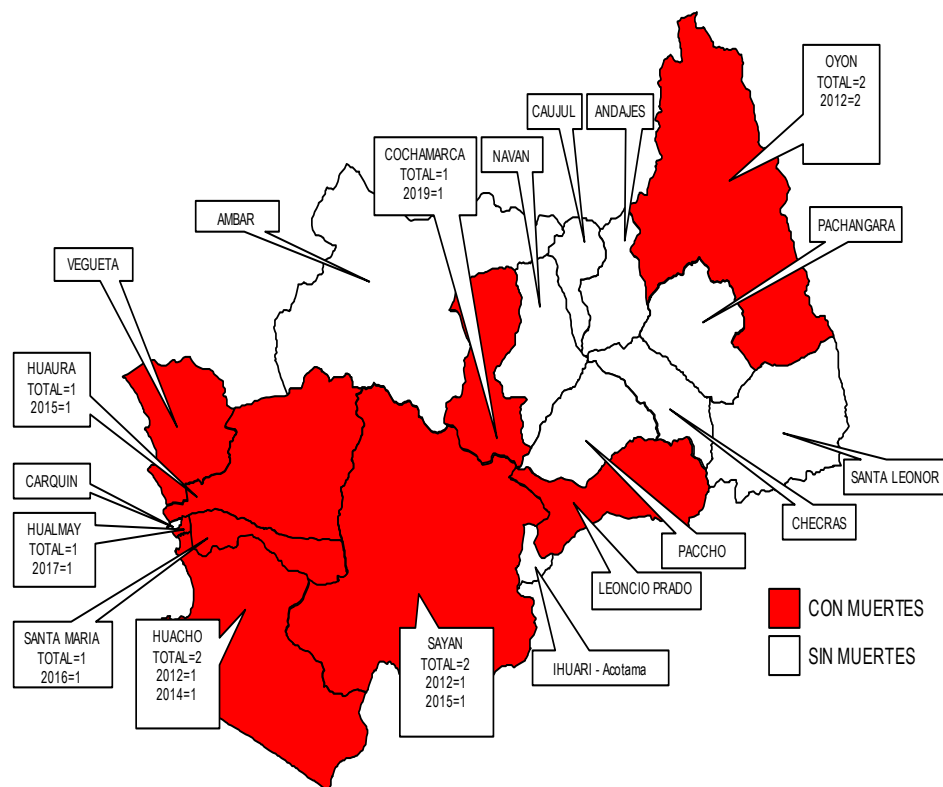 OYON
TOTAL=2
2012=2
CAUJUL
ANDAJES
COCHAMARCA
TOTAL=1
2019=1
NAVAN
AMBAR
PACHANGARA
VEGUETA
HUAURA
TOTAL=1
2015=1
CARQUIN
SANTA LEONOR
HUALMAY
TOTAL=1
2017=1
CHECRAS
PACCHO
LEONCIO PRADO
CON MUERTES
SIN MUERTES
SANTA MARIA
TOTAL=1
2016=1
HUACHO
TOTAL=2
2012=1
2014=1
SAYAN
TOTAL=2
2012=1
2015=1
IHUARI - Acotama